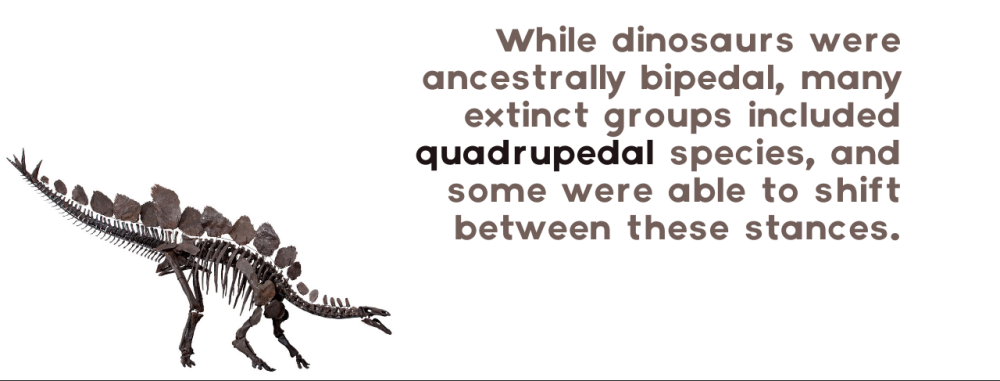 While dinosaurs were
ancestrally bipedal, many
extinct groups included
quadrupedal species, and
some were able to shift
between these stances.